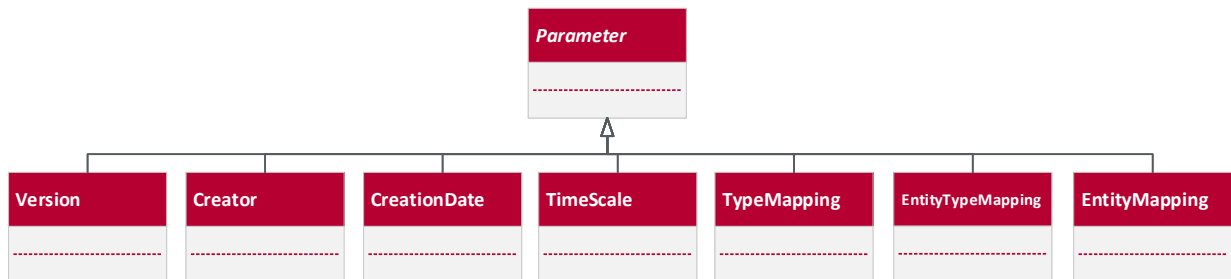 Parameter
Version
Creator
CreationDate
TimeScale
TypeMapping
EntityTypeMapping
EntityMapping